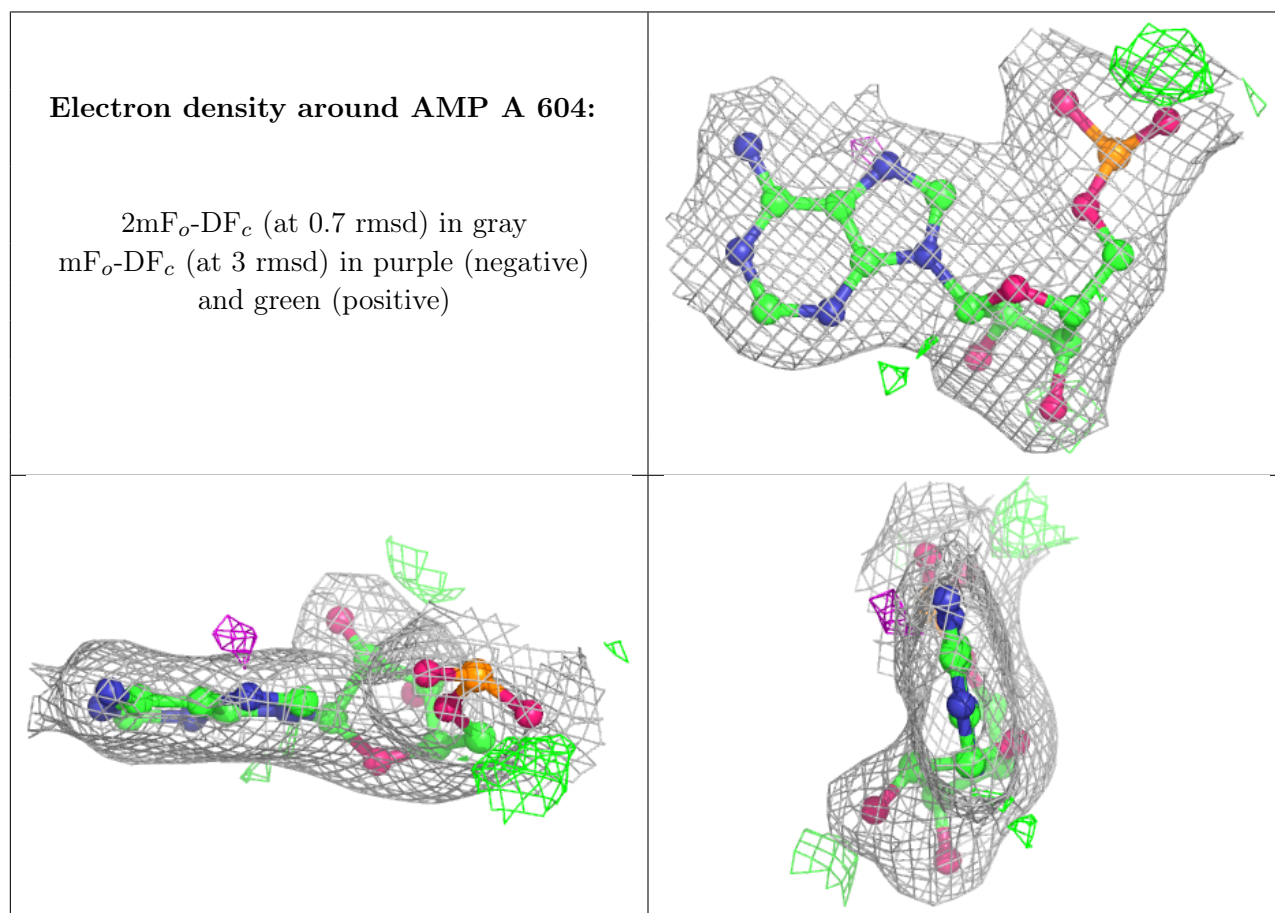 Electron density around AMP A 604:
2mFo-DFc (at 0.7 rmsd) in gray
mFo-DFc (at 3 rmsd) in purple (negative)
and green (positive)